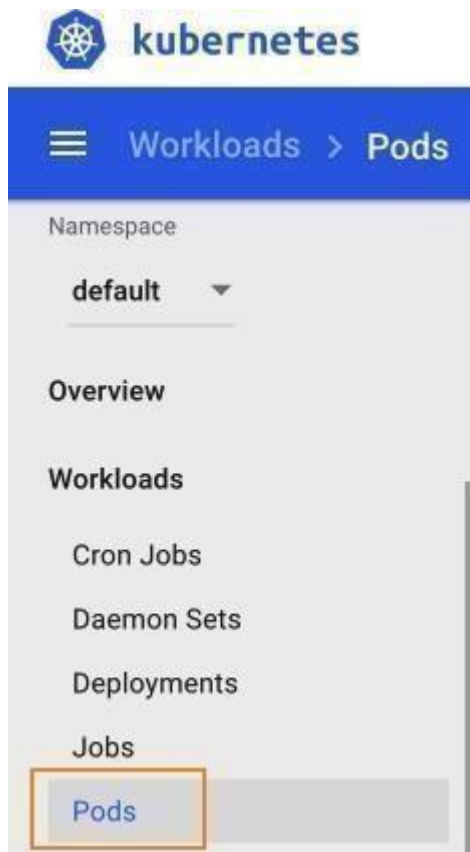 kubernetes
Workloads > Pods
Namespace
default
Overview
Workloads
Cron Jobs
Daemon Sets
Deployments
Jobs
Pods